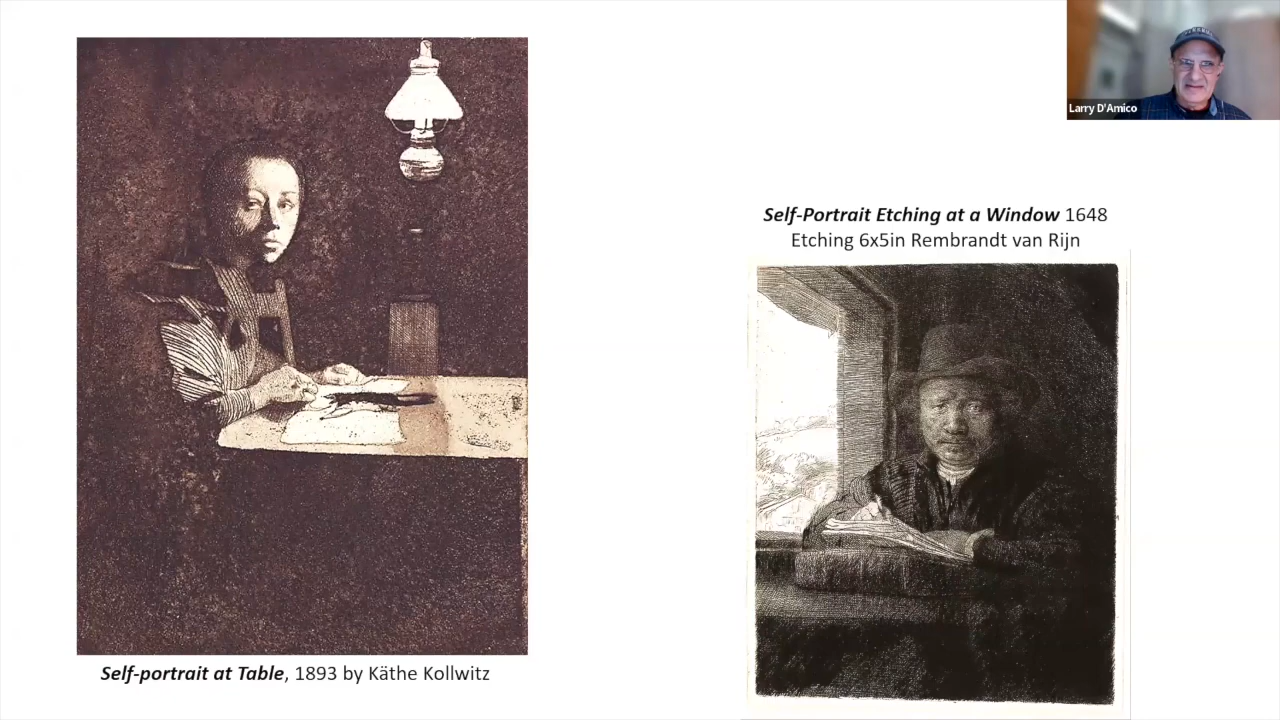 Larry D'Amico
Self-Portrait Etching at a Window 1648
Etching 6x5in Rembrandt van Rijn
Self-portrait at Table, 1893 by Käthe Kollwitz